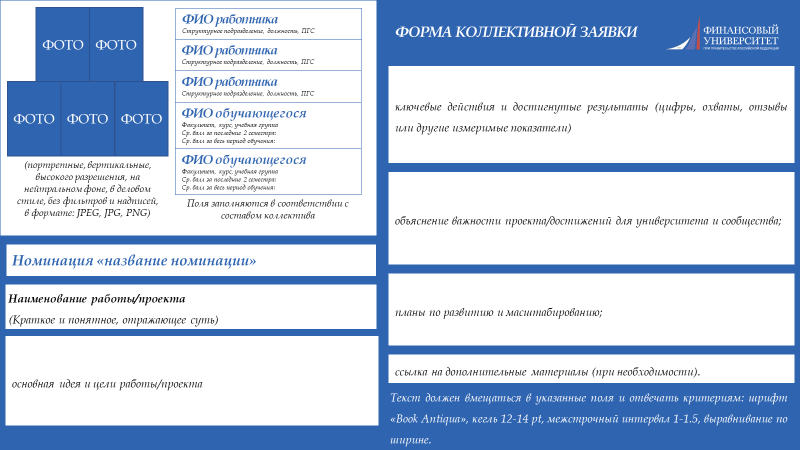 ФОТО
ФОТО
ФОТО
ФОТО
ФОТО
(портретные, вертикальные,
высокого разрешения, на
нейтральном фоне, в деловом
стиле, без фильтров и надписей,
в формате: JPEG, JPG, PNG)
ФИО работника
Структурное подразделение, должность, ПГС
ФИО работника
Структурное подразделение, должность, ПГС
ФИО работника
Структурное подразделение, должность, ПГС
ФИО обучающегося
Факультет, курс, учебная группа
Ср. балл за последние 2 семестра:
Ср. балл за весь период обучения:
ФИО обучающегося
Факультет, курс, учебная группа
Ср. балл за последние 2 семестра:
Ср. балл за весь период обучения:
Поля заполняются в соответствии с
составом коллектива
Номинация «название номинации»
Наименование работы/проекта
(Краткое и понятное, отражающее суть)
основная идея и цели работы/проекта
ФОРМА КОЛЛЕКТИВНОЙ ЗАЯВКИ
ФИНАНСОВЫЙ
УНИВЕРСИТЕТ
ПРИ ПРАВИТЕЛЬСТВЕ РОССИЙСКОЙ ФЕДЕРАЦИИ
ключевые действия и достигнутые результаты (цифры, охваты, отзывы
или другие измеримые показатели)
объяснение важности проекта/достижений для университета и сообщества;
планы по развитию и масштабированию;
ссылка на дополнительные материалы (при необходимости).
Текст должен вмещаться в указанные поля и отвечать критериям: шрифт
«Book Antiqua», кегль 12-14 pt, межстрочный интервал 1-1.5, выравнивание по
ширине.